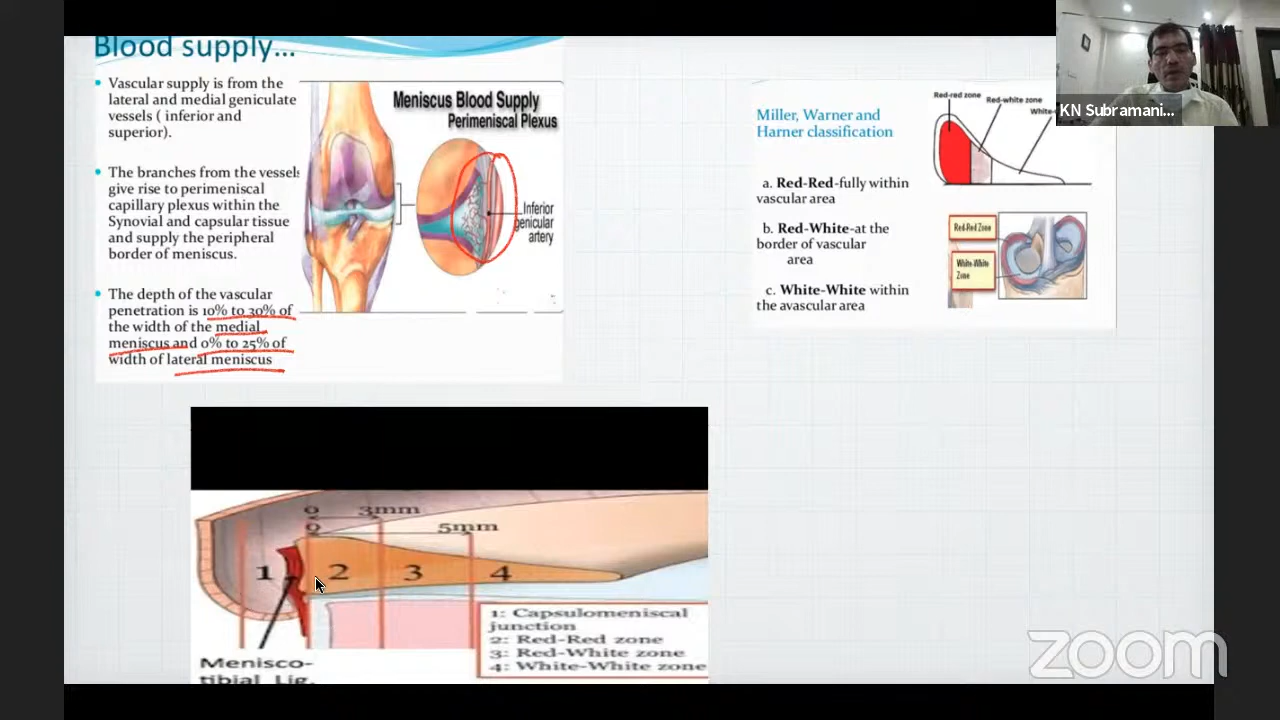 Blood supply...
Vascular supply is from the
lateral and medial geniculate
vessels ( inferior and
superior).
The branches from the vessels
give rise to perimeniscal
capillary plexus within the
Synovial and capsular tissue
and supply the peripheral
border of meniscus.
The depth of the vascular
penetration is 10% to 30% of
the width of the medial
meniscus and 0% to 25% of
width of lateral meniscus
Meniscus Blood Supply
Perimeniscal Plexus
Inferior
genicular
artery
Miller, Warner and
Harner classification
a. Red-Red-fully within
vascular area
b. Red-White-at the
border of vascular
area
c. White-White within
the avascular area
Red-red zone
Red-white zone
White-
Red-Red Zone
White-White
Zone
KN Subramani...
0 3mm
0 5mm
1 2 3 4
1: Capsulomeniscal
junction
2: Red-Red zone
3: Red-White zone
4: White-White zone
Menisco-
tibial Lig.
zoom